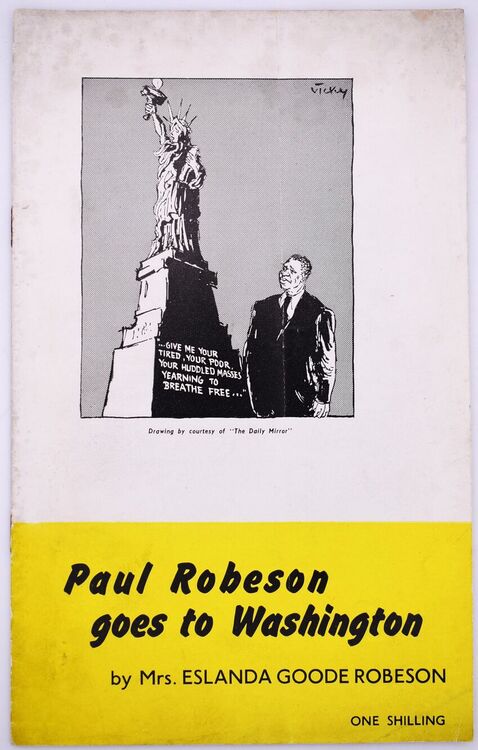 Vicky
...GIVE ME YOUR
TIRED, YOUR POOR,
YOUR HUDDLED MASSES
YEARNING TO
BREATHE FREE..."
Drawing by courtesy of "The Daily Mirror"
Paul Robeson
goes to Washington
by Mrs. ESLANDA GOODE ROBESON
ONE SHILLING